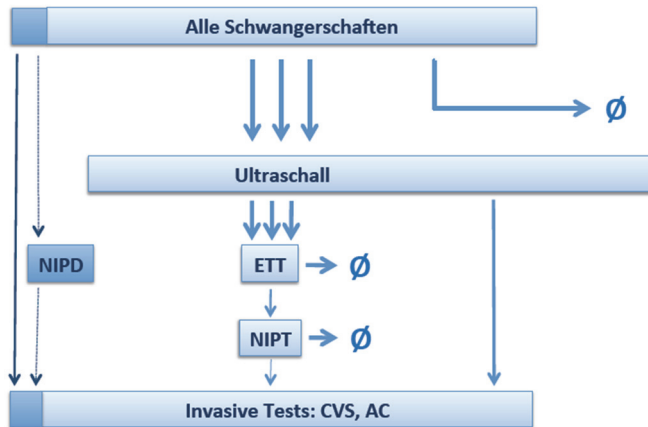 Alle Schwangerschaften
Ø
Ultraschall
NIPD
ETT
Ø
NIPT
Ø
Invasive Tests: CVS, AC